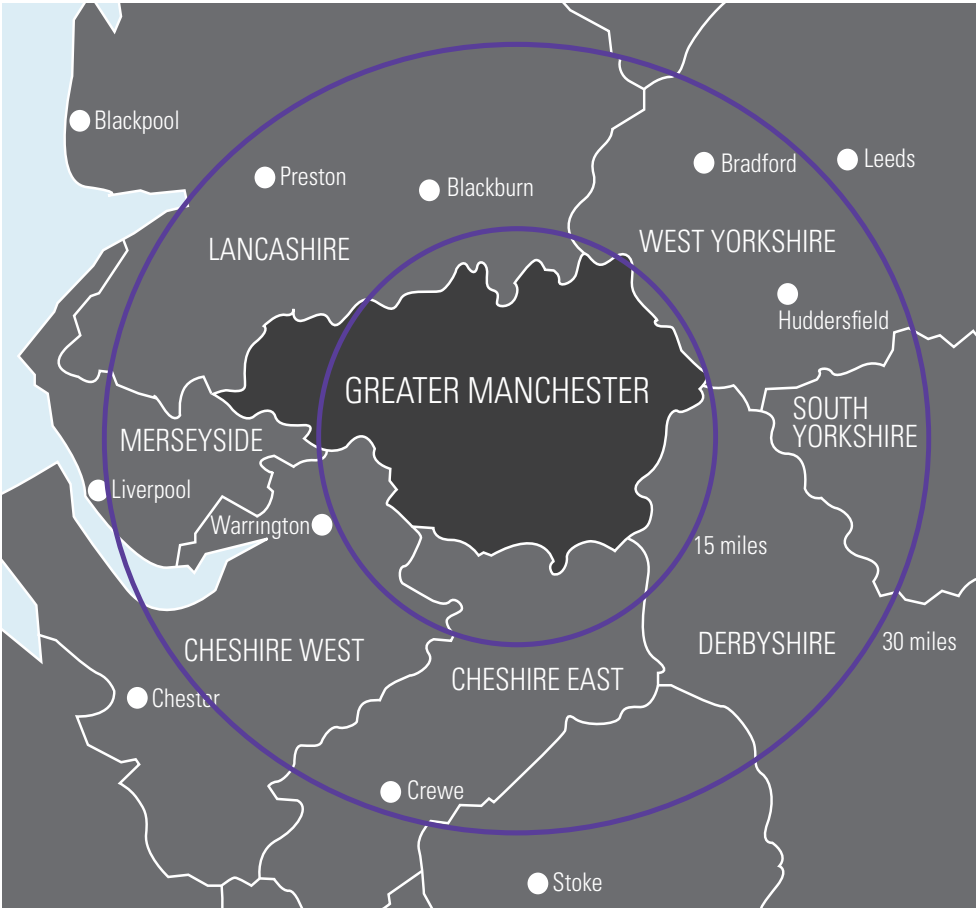 Blackpool
Leeds
Bradford
Preston
Blackburn
WEST YORKSHIRE
LANCASHIRE
Huddersfield
GREATER MANCHESTER
SOUTH
YORKSHIRE
MERSEYSIDE
Liverpool
Warrington
15 miles
30 miles
DERBYSHIRE
CHESHIRE WEST
CHESHIRE EAST
Chester
Crewe
Stoke